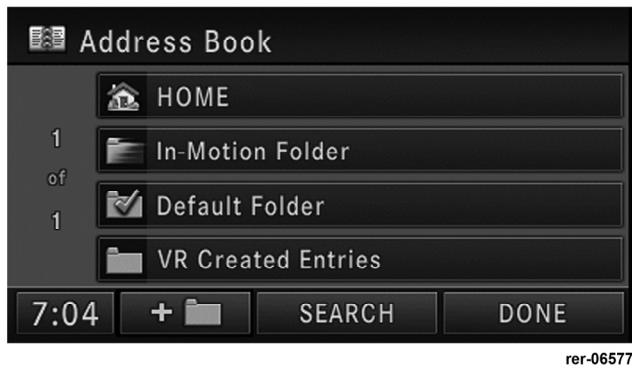 Address Book
HOME
1
of
1
In-Motion Folder
Default Folder
VR Created Entries
7:04
+
SEARCH
DONE
rer-06577